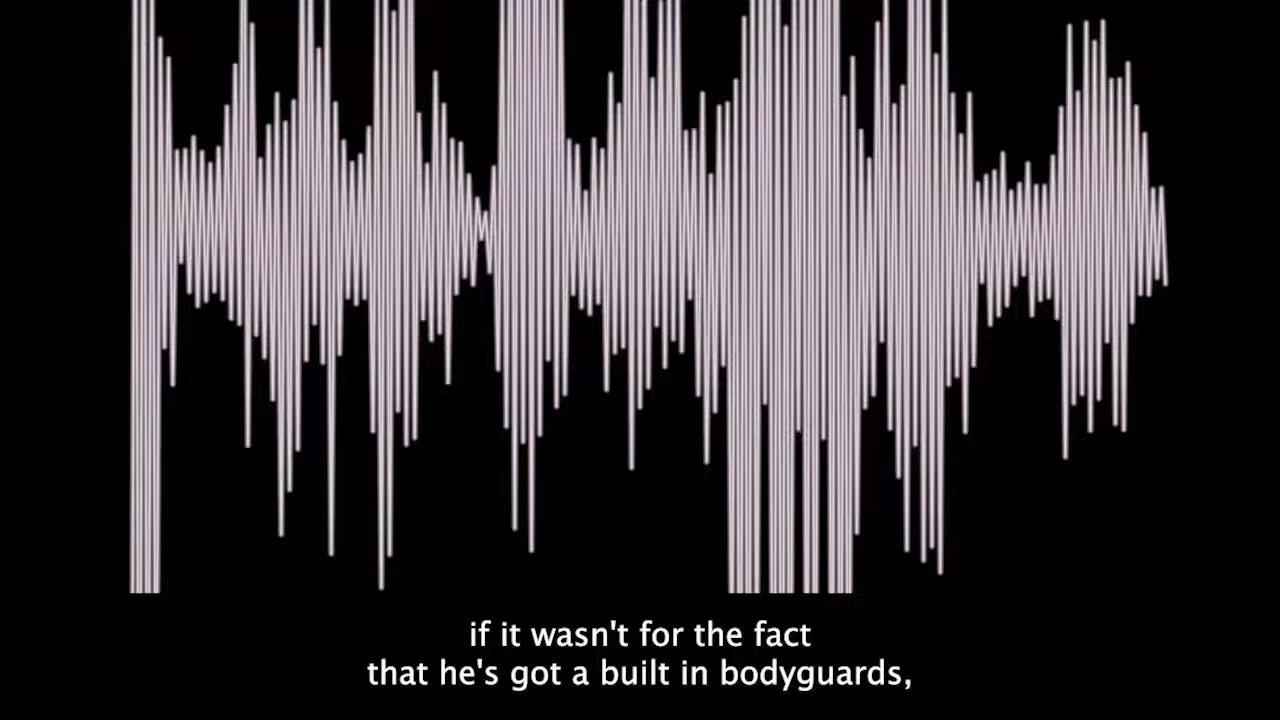 if it wasn't for the fact
that he's got a built in bodyguards,